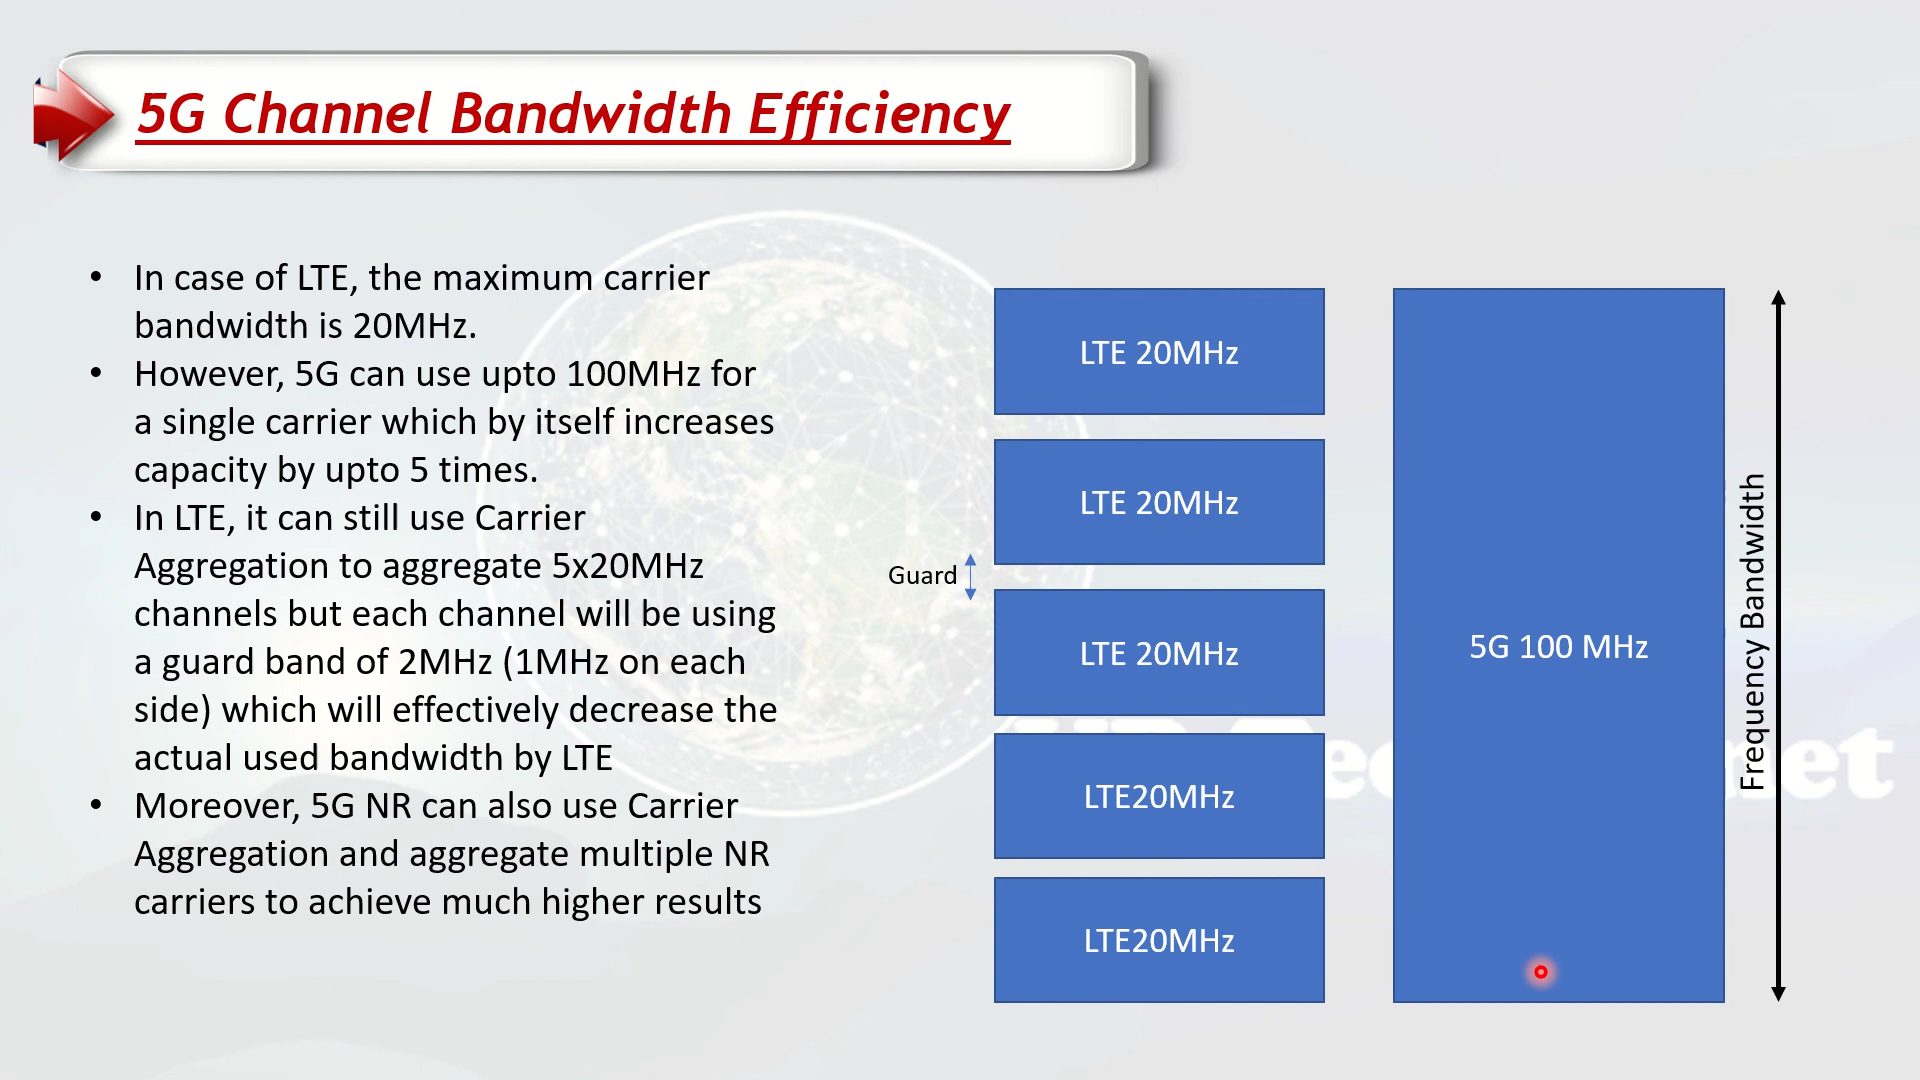 5G Channel Bandwidth Efficiency
• In case of LTE, the maximum carrier
bandwidth is 20MHz.
• However, 5G can use upto 100MHz for
a single carrier which by itself increases
capacity by upto 5 times.
• In LTE, it can still use Carrier
Aggregation to aggregate 5x20MHz
channels but each channel will be using
a guard band of 2MHz (1MHz on each
side) which will effectively decrease the
actual used bandwidth by LTE
• Moreover, 5G NR can also use Carrier
Aggregation and aggregate multiple NR
carriers to achieve much higher results
LTE 20MHz
LTE 20MHz
Guard
LTE 20MHz
LTE20MHz
LTE20MHz
5G 100 MHz
Frequency Bandwidth